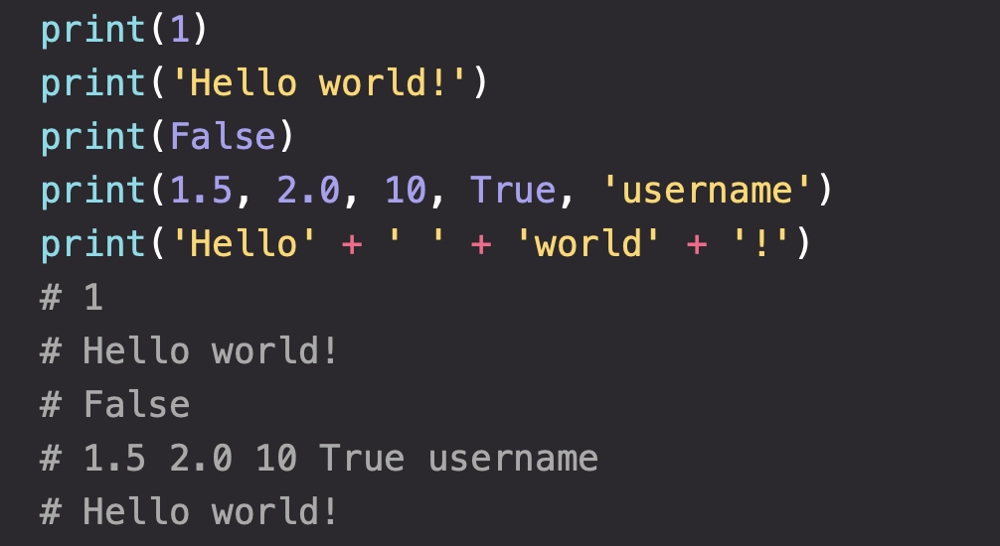 print(1)
print('Hello world!')
print(False)
print(1.5, 2.0, 10, True, 'username')
print('Hello' + ' ' + 'world' + '!')
# 1
# Hello world!
# False
# 1.5 2.0 10 True username
# Hello world!